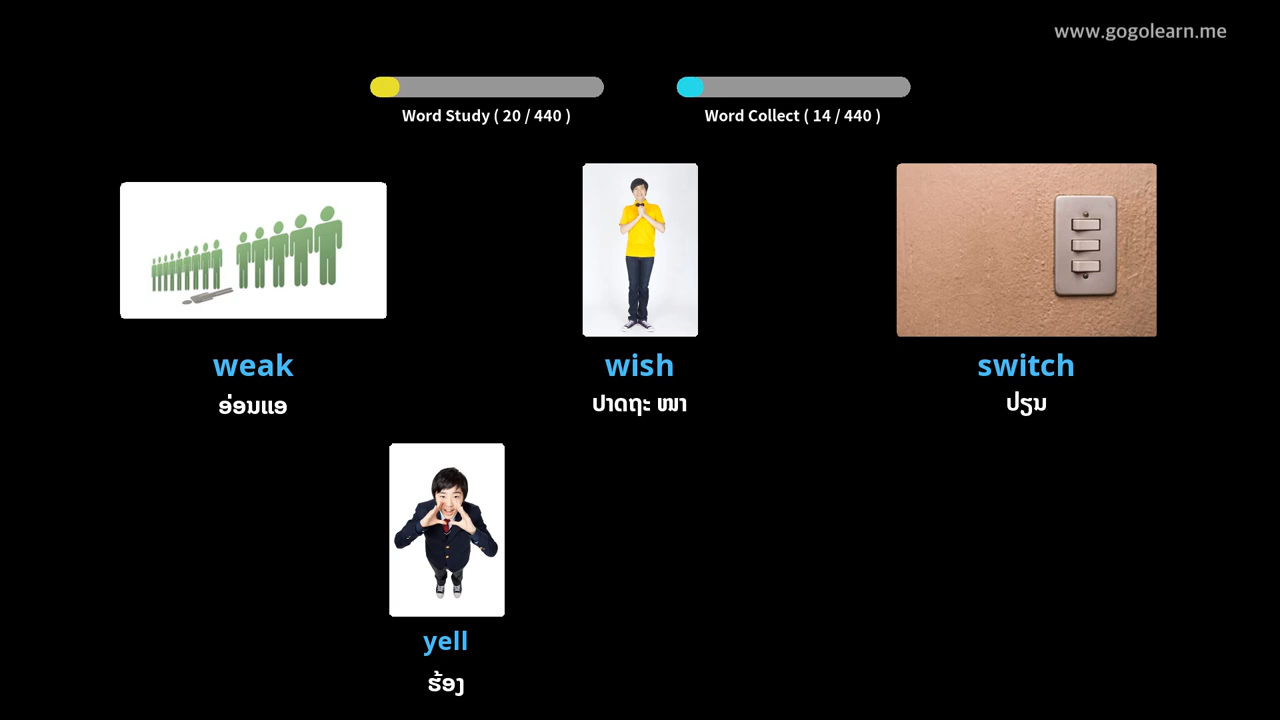 www.gogolearn.me
Word Study ( 20 / 440 )
Word Collect ( 14 / 440 )
weak
wish
switch
ອ່ອນແອ
ປາດຖະ ໜາ
ປ່ຽນ
yell
ຮ້ອງ